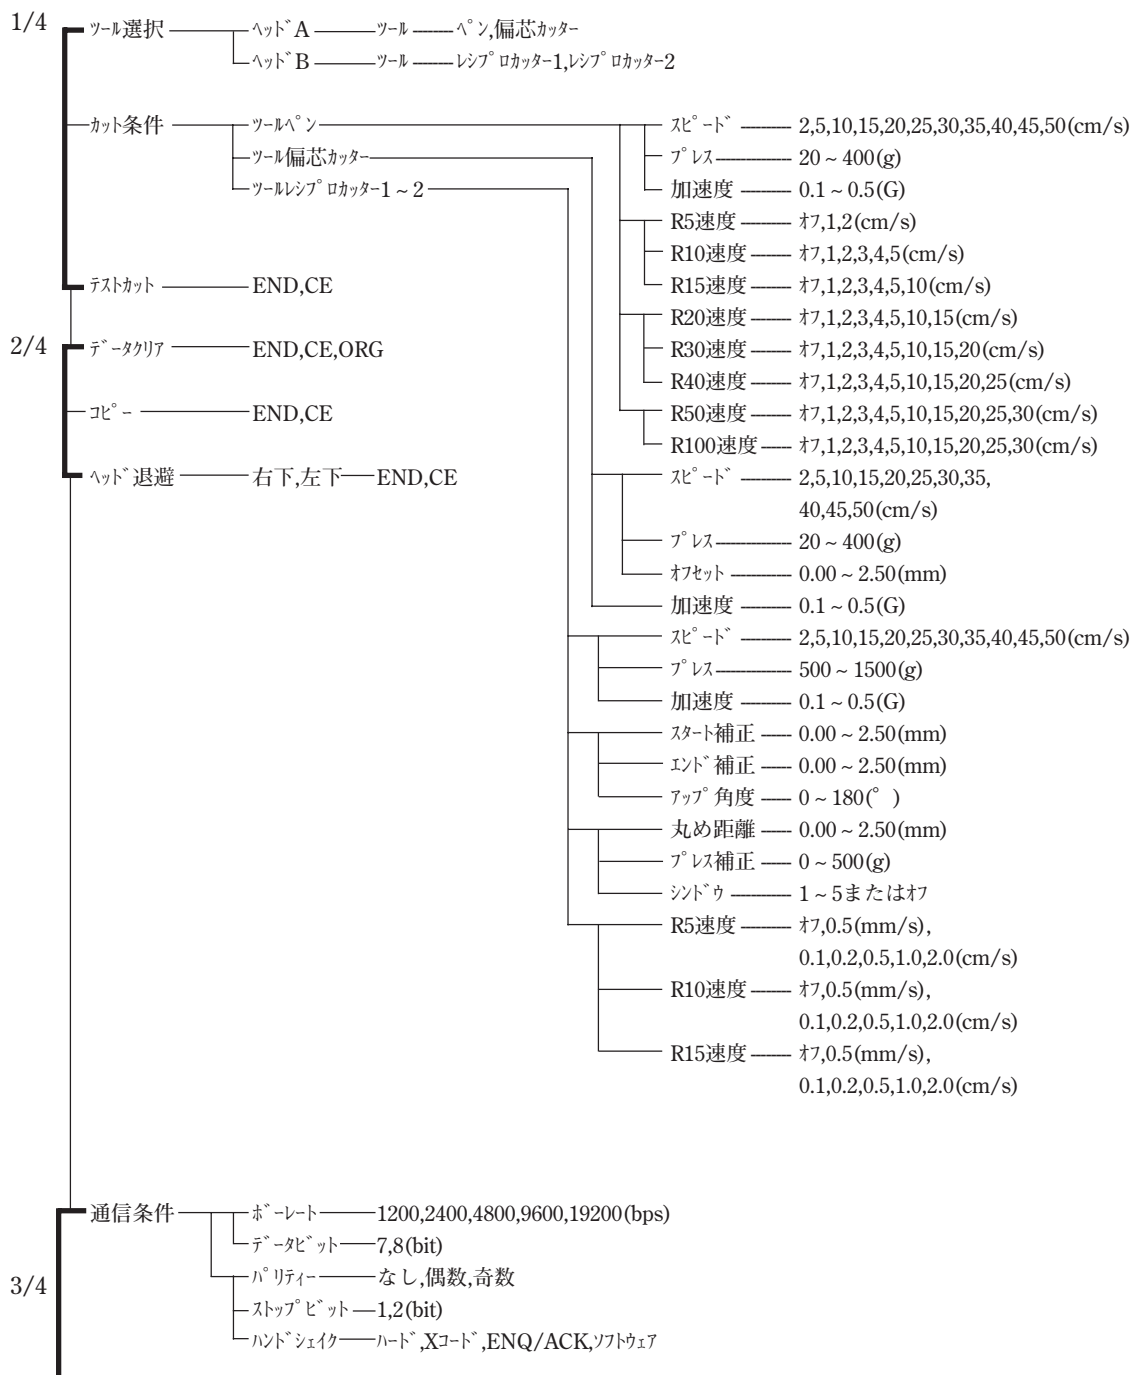 1/4
ﾂｰﾙ選択 ﾍｯﾄﾞA ﾂｰﾙ ﾍﾟﾝ,偏芯ｶｯﾀｰ
ﾍｯﾄﾞB ﾂｰﾙ ﾚｼﾌﾟﾛｶｯﾀｰ1,ﾚｼﾌﾟﾛｶｯﾀｰ2
ｶｯﾄ条件 ﾂｰﾙﾍﾟﾝ ｽﾋﾟｰﾄﾞ 2,5,10,15,20,25,30,35,40,45,50(cm/s)
ﾂｰﾙ偏芯ｶｯﾀｰ ﾌﾟﾚｽ 20～400(g)
ﾂｰﾙﾚｼﾌﾟﾛｶｯﾀｰ1～2 加速度 0.1～0.5(G)
R5速度 ｵﾌ,1,2(cm/s)
R10速度 ｵﾌ,1,2,3,4,5(cm/s)
ﾃｽﾄｶｯﾄ END,CE R15速度 ｵﾌ,1,2,3,4,5,10(cm/s)
R20速度 ｵﾌ,1,2,3,4,5,10,15(cm/s)
2/4 ﾃﾞｰﾀｸﾘｱ END,CE,ORG R30速度 ｵﾌ,1,2,3,4,5,10,15,20(cm/s)
R40速度 ｵﾌ,1,2,3,4,5,10,15,20,25(cm/s)
ｺﾋﾟｰ END,CE R50速度 ｵﾌ,1,2,3,4,5,10,15,20,25,30(cm/s)
R100速度 ｵﾌ,1,2,3,4,5,10,15,20,25,30(cm/s)
ﾍｯﾄﾞ退避 右下,左下 END,CE ｽﾋﾟｰﾄﾞ 2,5,10,15,20,25,30,35,
40,45,50(cm/s)
ﾌﾟﾚｽ 20～400(g)
ｵﾌｾｯﾄ 0.00～2.50(mm)
加速度 0.1～0.5(G)
ｽﾋﾟｰﾄﾞ 2,5,10,15,20,25,30,35,40,45,50(cm/s)
ﾌﾟﾚｽ 500～1500(g)
加速度 0.1～0.5(G)
ｽﾀｰﾄ補正 0.00～2.50(mm)
ｴﾝﾄﾞ補正 0.00～2.50(mm)
ｱｯﾌﾟ角度 0～180(°)
丸め距離 0.00～2.50(mm)
ﾌﾟﾚｽ補正 0～500(g)
ｼﾝﾄﾞｳ 1～5またはｵﾌ
R5速度 ｵﾌ,0.5(mm/s),
0.1,0.2,0.5,1.0,2.0(cm/s)
R10速度 ｵﾌ,0.5(mm/s),
0.1,0.2,0.5,1.0,2.0(cm/s)
R15速度 ｵﾌ,0.5(mm/s),
0.1,0.2,0.5,1.0,2.0(cm/s)
通信条件 ﾎﾞｰﾚｰﾄ 1200,2400,4800,9600,19200(bps)
ﾃﾞｰﾀﾋﾞｯﾄ 7,8(bit)
3/4 ﾊﾟﾘﾃｨｰ なし,偶数,奇数
ｽﾄｯﾌﾟﾋﾞｯﾄ 1,2(bit)
ﾊﾝﾄﾞｼｪｲｸ ﾊｰﾄﾞ,Xｺｰﾄﾞ,ENQ/ACK,ｿﾌﾄｳｪｱ